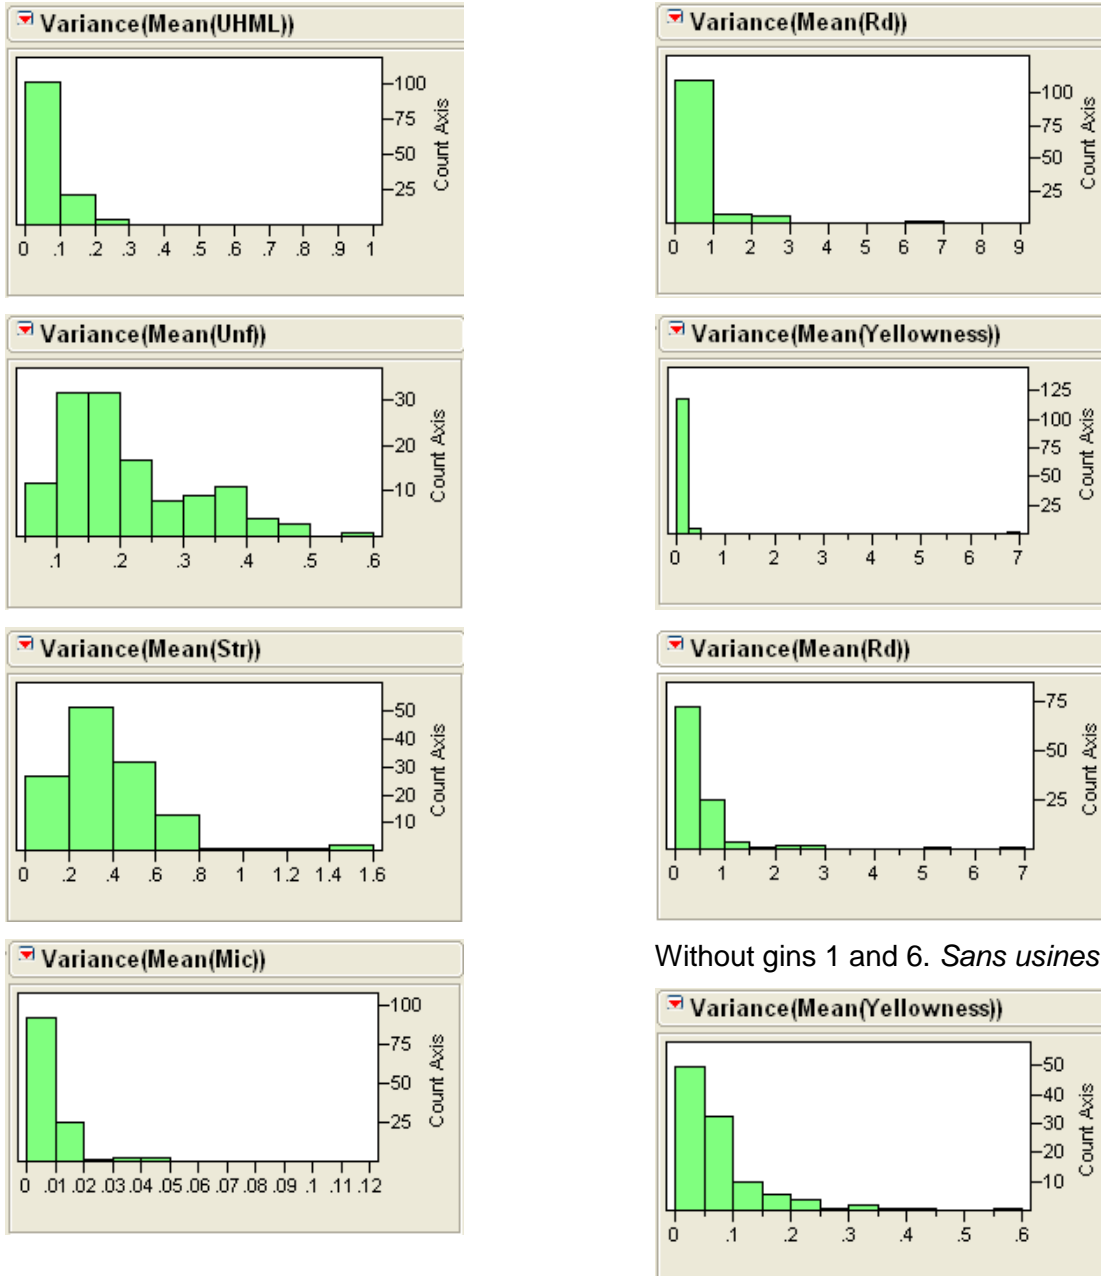 Variance(Mean(UHML))
100
75
50
25
Count Axis
0 .1 .2 .3 .4 .5 .6 .7 .8 .9 1
Variance(Mean(Unf))
30
20
10
Count Axis
.1 .2 .3 .4 .5 .6
Variance(Mean(Str))
50
40
30
20
10
Count Axis
0 .2 .4 .6 .8 1 1.2 1.4 1.6
Variance(Mean(Mic))
100
75
50
25
Count Axis
0 .01 .02 .03 .04 .05 .06 .07 .08 .09 .1 .11 .12
Variance(Mean(Rd))
100
75
50
25
Count Axis
0 1 2 3 4 5 6 7 8 9
Variance(Mean(Yellowness))
125
100
75
50
25
Count Axis
0 1 2 3 4 5 6 7
Variance(Mean(Rd))
75
50
25
Count Axis
0 1 2 3 4 5 6 7
Without gins 1 and 6. Sans usines
Variance(Mean(Yellowness))
50
40
30
20
10
Count Axis
0 .1 .2 .3 .4 .5 .6